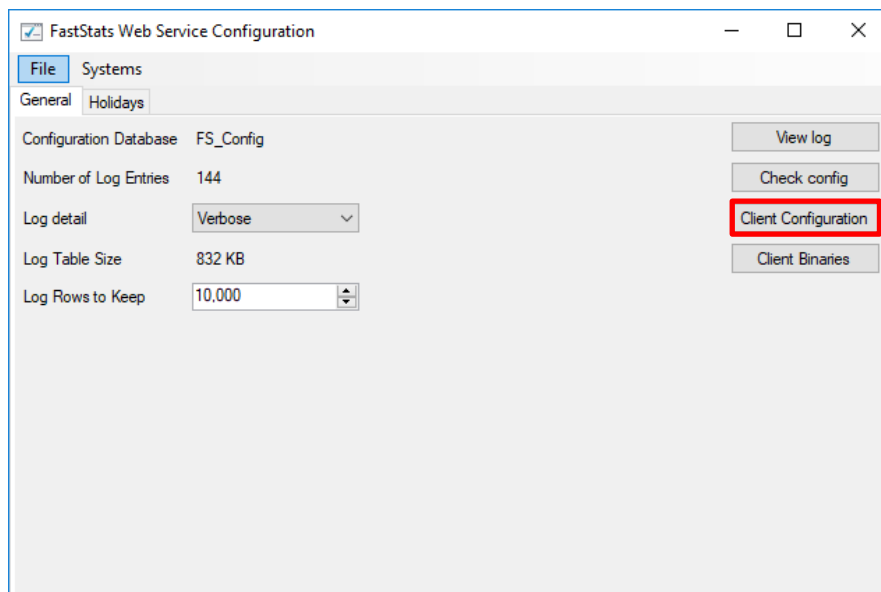 FastStats Web Service Configuration
File Systems
General Holidays
Configuration Database FS_Config View log
Number of Log Entries 144 Check config
Log detail Verbose Client Configuration
Log Table Size 832 KB Client Binaries
Log Rows to Keep 10,000